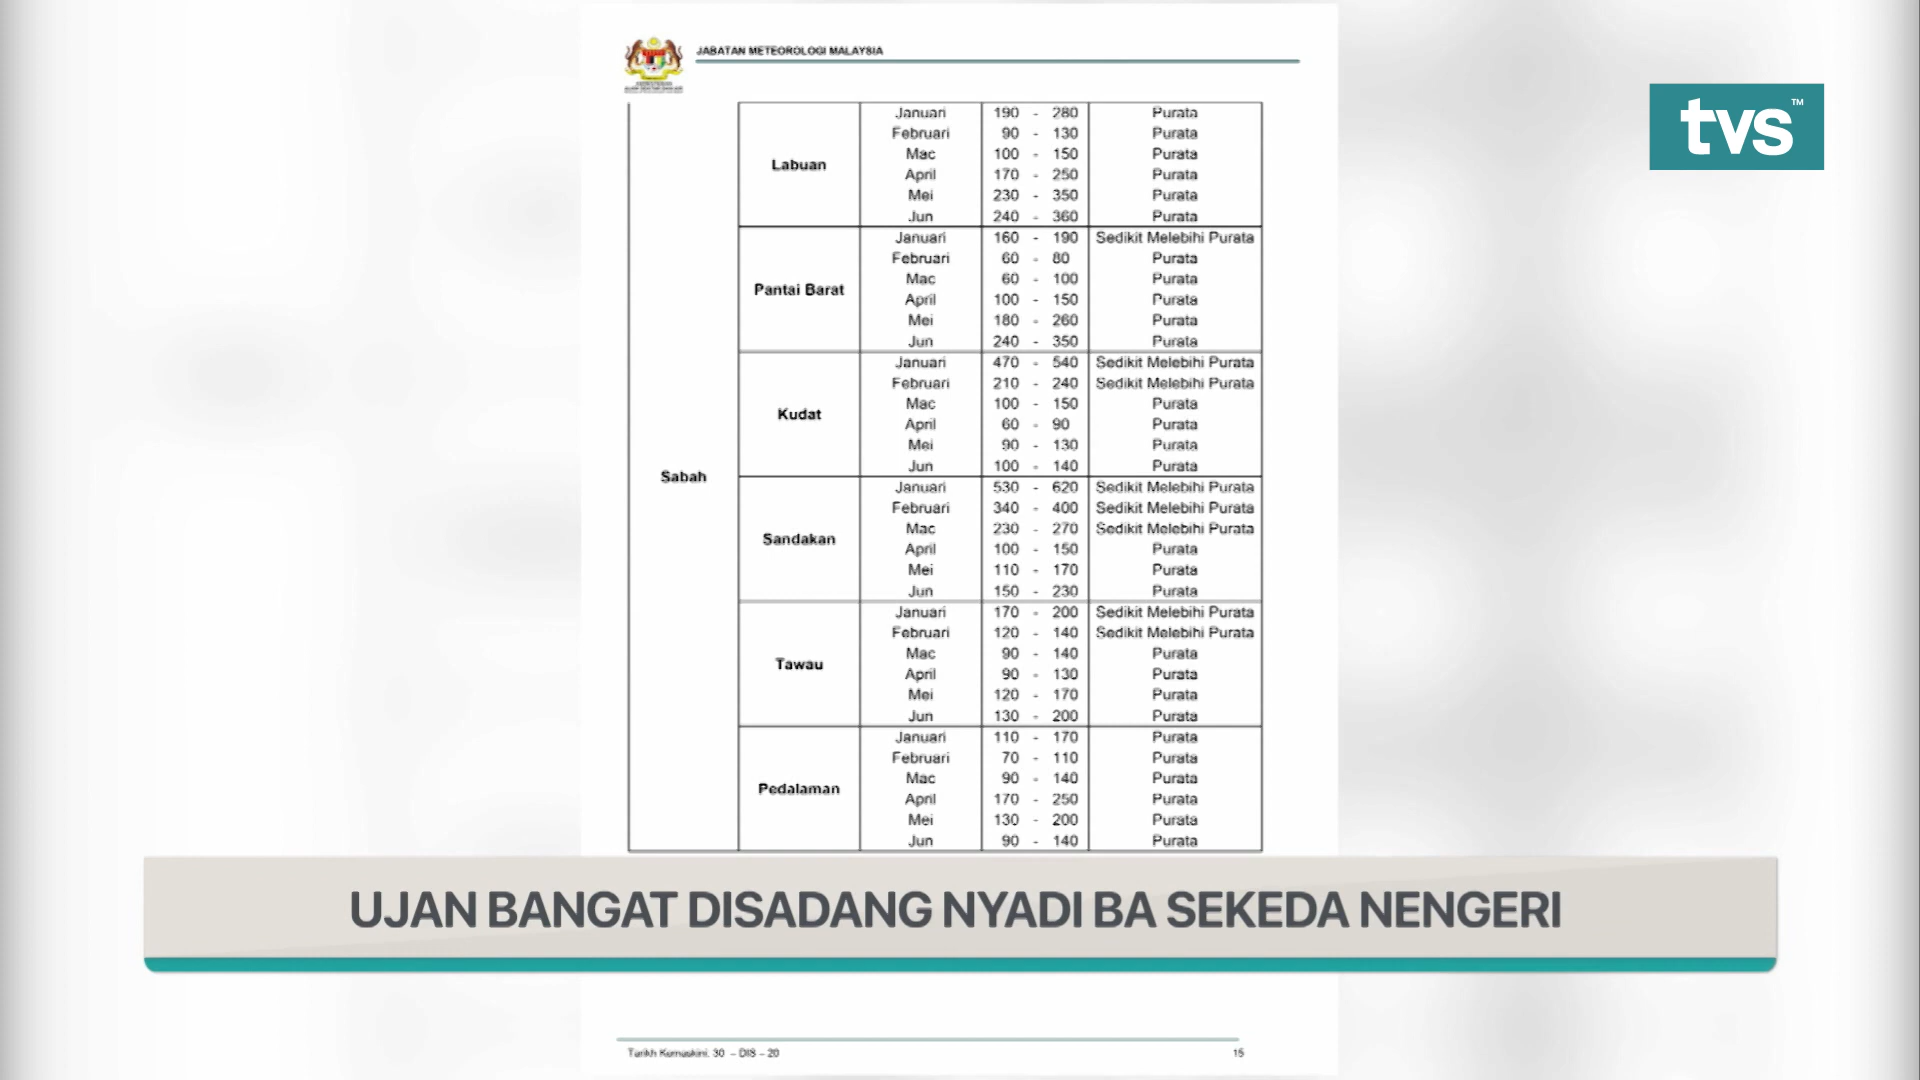 JABATAN METEOROLOGI MALAYSIA
tvs™
Sabah
Labuan
Januari 190 - 280 Purata
Februari 90 - 130 Purata
Mac 100 - 150 Purata
April 170 - 250 Purata
Mei 230 - 350 Purata
Jun 240 - 360 Purata
Pantai Barat
Januari 160 - 190 Sedikit Melebihi Purata
Februari 60 - 80 Purata
Mac 60 - 100 Purata
April 100 - 150 Purata
Mei 180 - 260 Purata
Jun 240 - 350 Purata
Kudat
Januari 470 - 540 Sedikit Melebihi Purata
Februari 210 - 240 Sedikit Melebihi Purata
Mac 100 - 150 Purata
April 60 - 90 Purata
Mei 90 - 130 Purata
Jun 100 - 140 Purata
Sandakan
Januari 530 - 620 Sedikit Melebihi Purata
Februari 340 - 400 Sedikit Melebihi Purata
Mac 230 - 270 Sedikit Melebihi Purata
April 100 - 150 Purata
Mei 110 - 170 Purata
Jun 150 - 230 Purata
Tawau
Januari 170 - 200 Sedikit Melebihi Purata
Februari 120 - 140 Sedikit Melebihi Purata
Mac 90 - 140 Purata
April 90 - 130 Purata
Mei 120 - 170 Purata
Jun 130 - 200 Purata
Pedalaman
Januari 110 - 170 Purata
Februari 70 - 110 Purata
Mac 90 - 140 Purata
April 170 - 250 Purata
Mei 130 - 200 Purata
Jun 90 - 140 Purata
UJAN BANGAT DISADANG NYADI BA SEKEDA NENGERI
Tarikh Kemaskini. 30 – DIS – 20
15